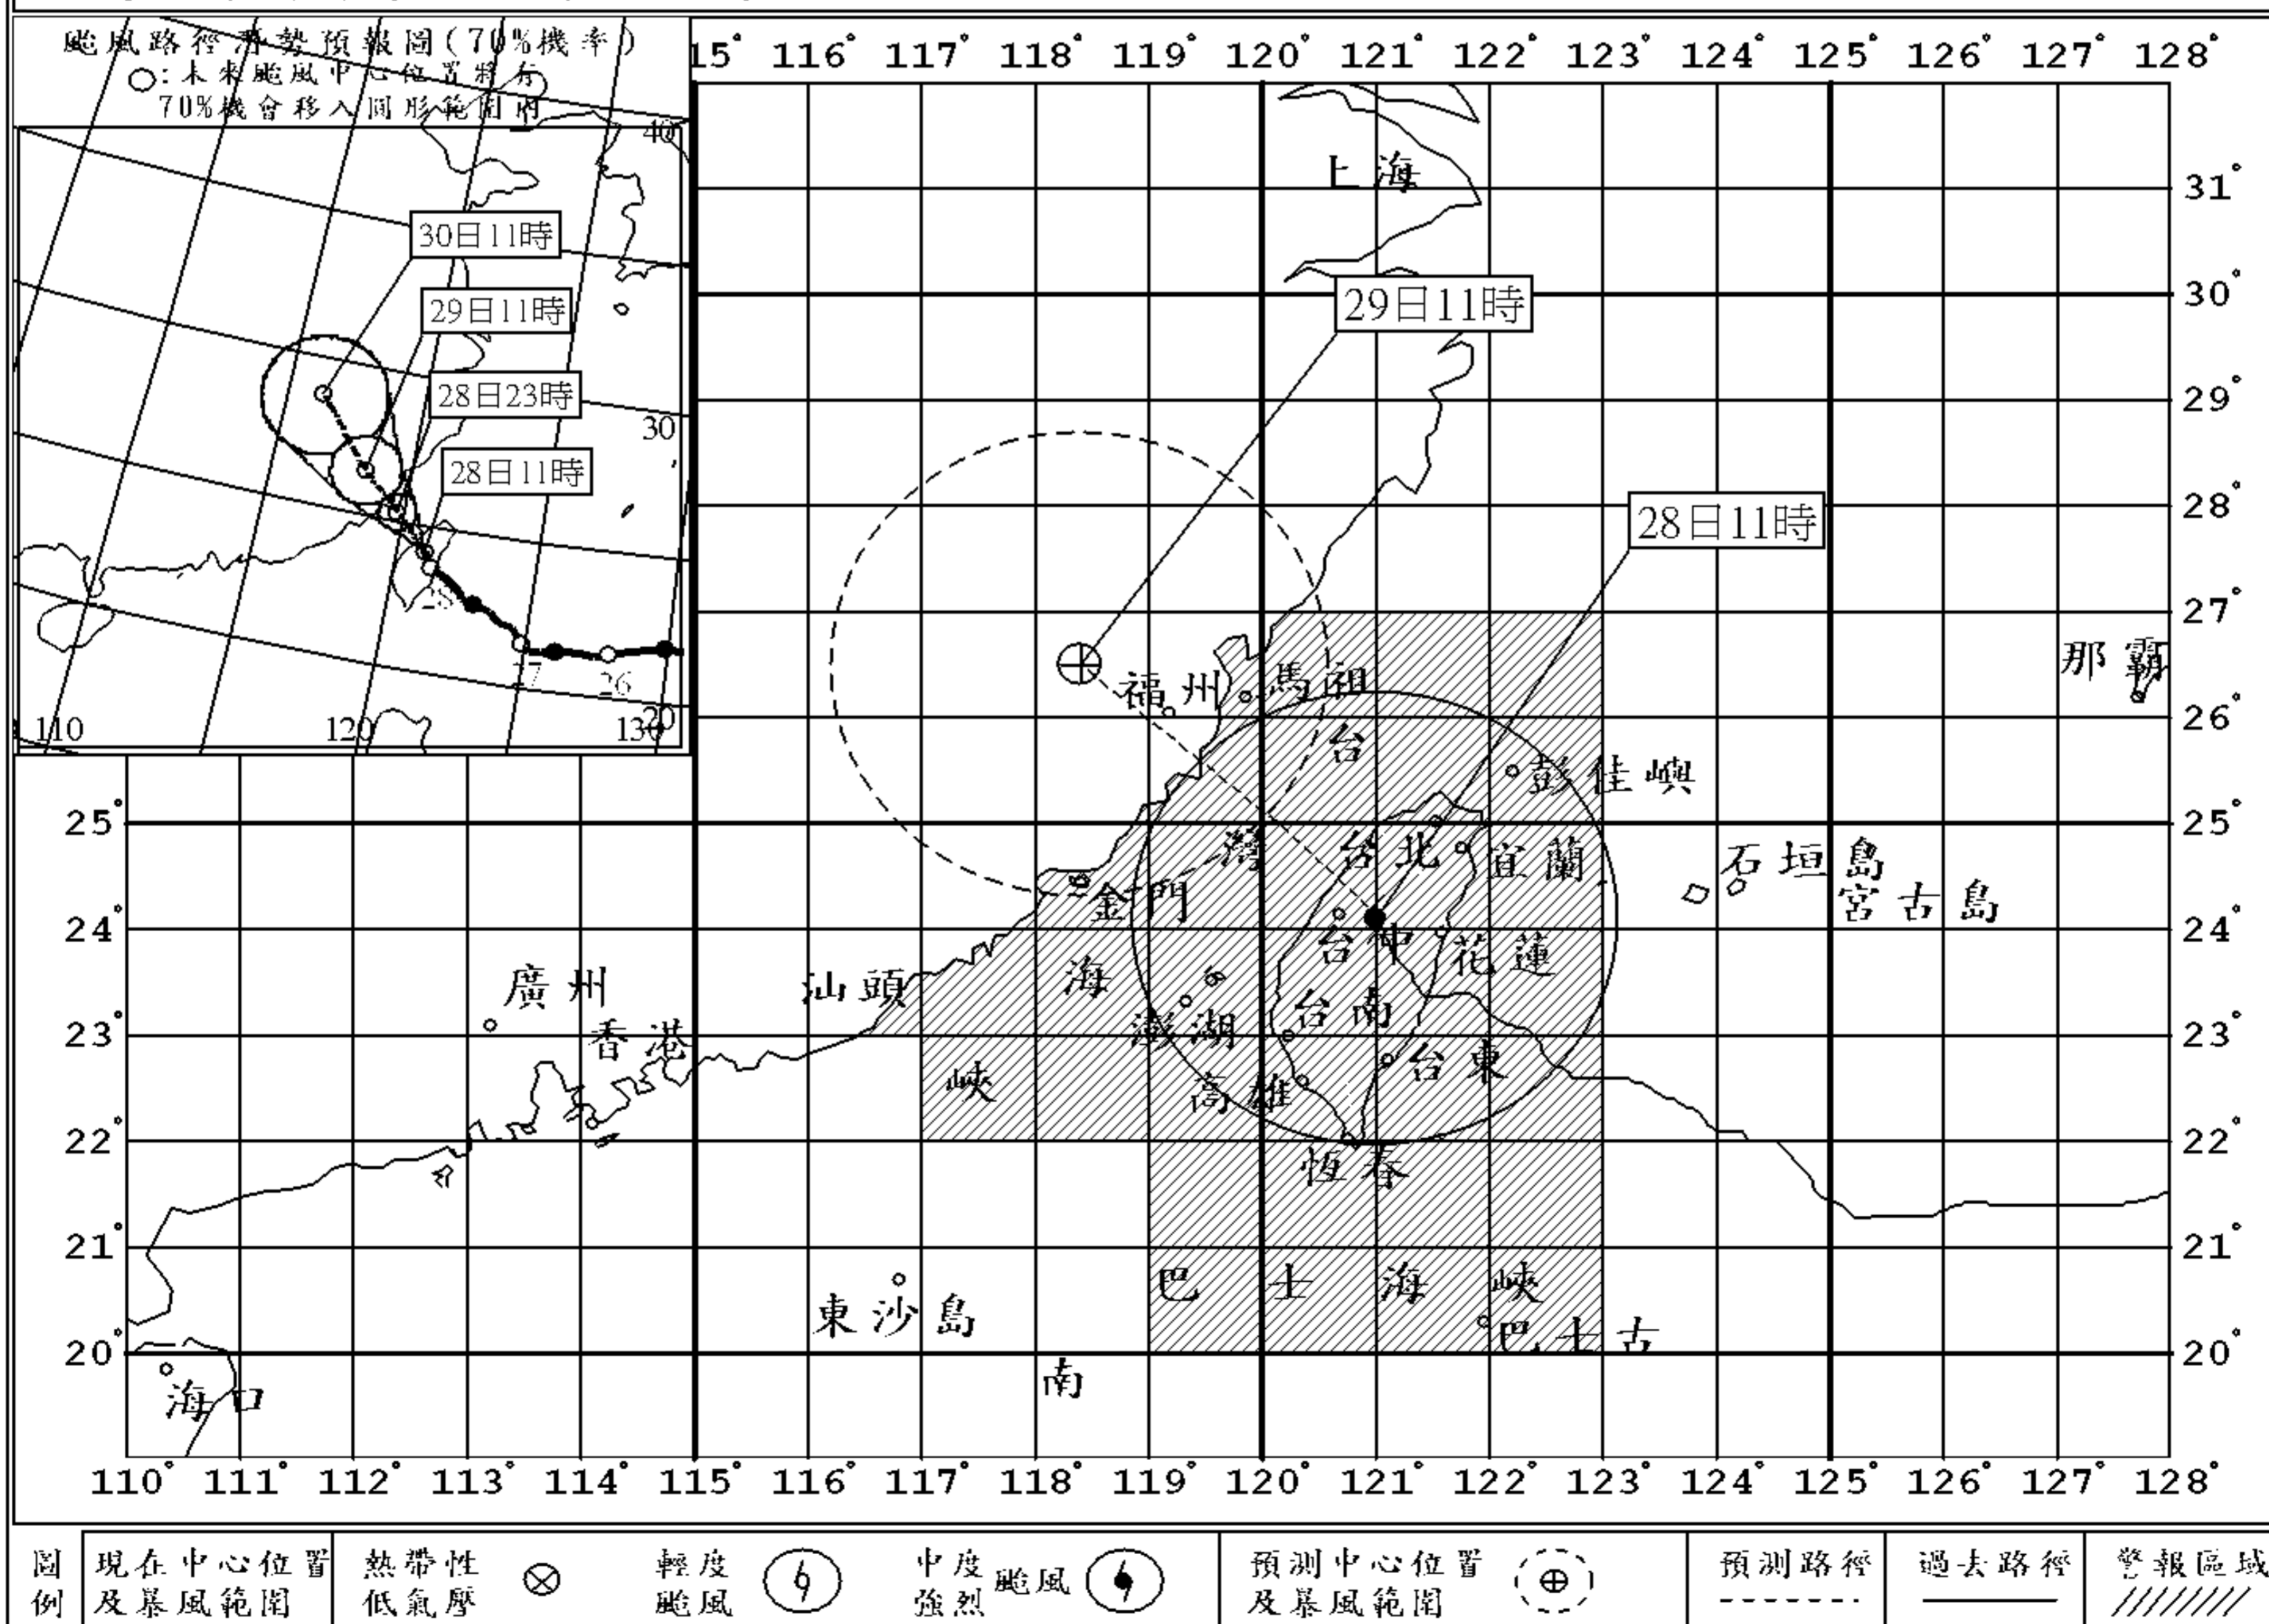 颱風路徑潛勢預報圖(70%機率)
○:未來颱風中心位置將有
70%機會移入圓形範圍內
40
30日11時
29日11時
28日23時
30
28日11時
28
27
26
20
110
120
130
15° 116° 117° 118° 119° 120° 121° 122° 123° 124° 125° 126° 127° 128°
上海
31°
29日11時
30°
29°
28日11時
28°
27°
那霸
福州
馬祖
26°
台
彭佳嶼
25°
25°
灣
台北
宜蘭
石垣島
金門
宮古島
24°
24°
台中
花蓮
海
廣州
汕頭
台南
澎湖
23°
23°
香港
台東
峽
高雄
22°
22°
恆春
21°
21°
巴士海峽
東沙島
巴士古
20°
20°
南
海口
110° 111° 112° 113° 114° 115° 116° 117° 118° 119° 120° 121° 122° 123° 124° 125° 126° 127° 128°
圖例
現在中心位置
及暴風範圍
熱帶性
低氣壓
輕度
颱風
中度
強烈
颱風
預測中心位置
及暴風範圍
預測路徑
過去路徑
警報區域